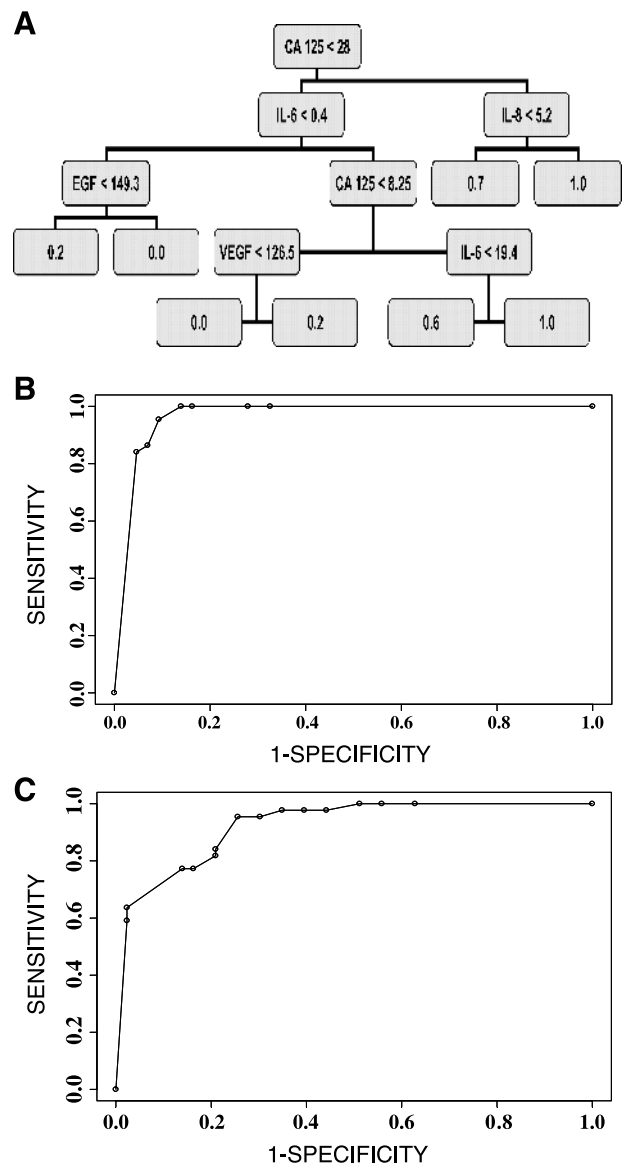 A
CA 125 < 28
IL-6 < 0.4
IL-8 < 5.2
EGF < 149.3
CA 125 < 8.25
0.7
1.0
0.2
0.0
VEGF < 126.5
IL-6 < 19.4
0.0
0.2
0.6
1.0
B
SENSITIVITY
1.0
0.8
0.6
0.4
0.2
0.0
0.0 0.2 0.4 0.6 0.8 1.0
1-SPECIFICITY
C
SENSITIVITY
1.0
0.8
0.6
0.4
0.2
0.0
0.0 0.2 0.4 0.6 0.8 1.0
1-SPECIFICITY